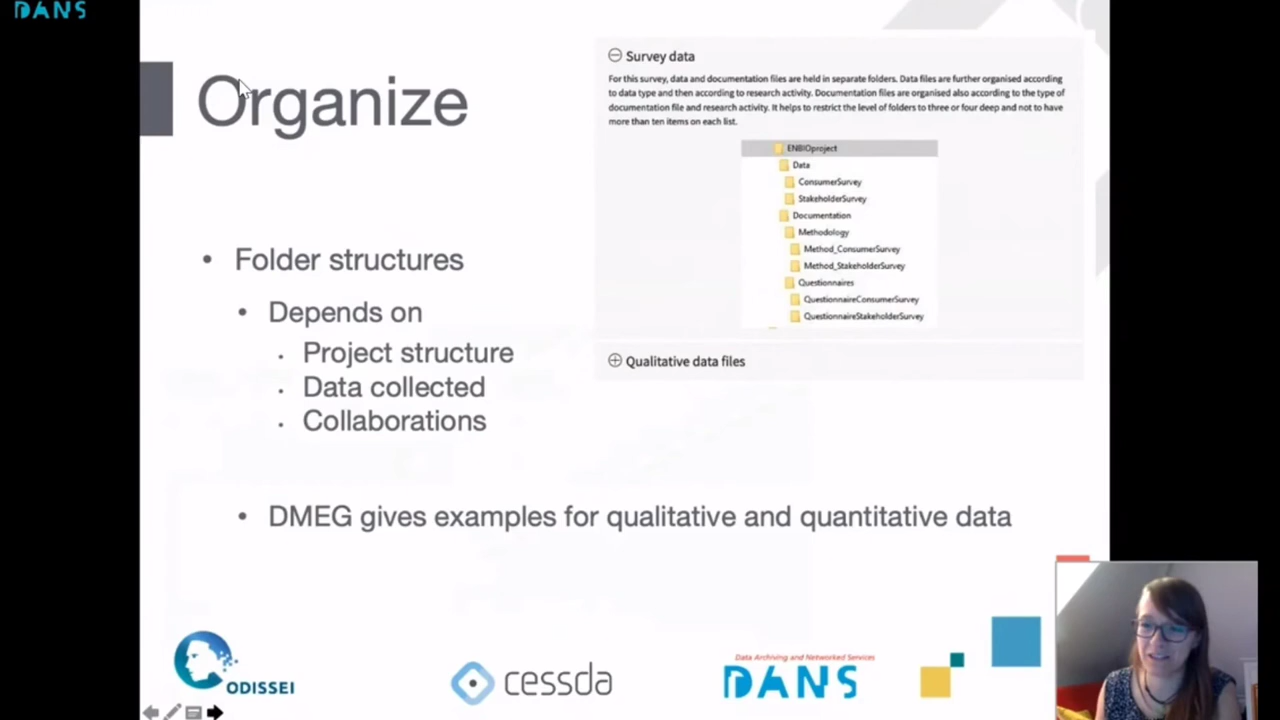 DANS
Organize
• Folder structures
• Depends on
• Project structure
• Data collected
• Collaborations
• DMEG gives examples for qualitative and quantitative data
Survey data
For this survey, data and documentation files are held in separate folders. Data files are further organised according
to data type and then according to research activity. Documentation files are organised also according to the type of
documentation file and research activity. It helps to restrict the level of folders to three or four deep and not to have
more than ten items on each list.
ENBIOproject
Data
ConsumerSurvey
StakeholderSurvey
Documentation
Methodology
Method_ConsumerSurvey
Method_StakeholderSurvey
Questionnaires
QuestionnaireConsumerSurvey
QuestionnaireStakeholderSurvey
Qualitative data files
ODISSEI
cessda
Data Archiving and Networked Services
DANS